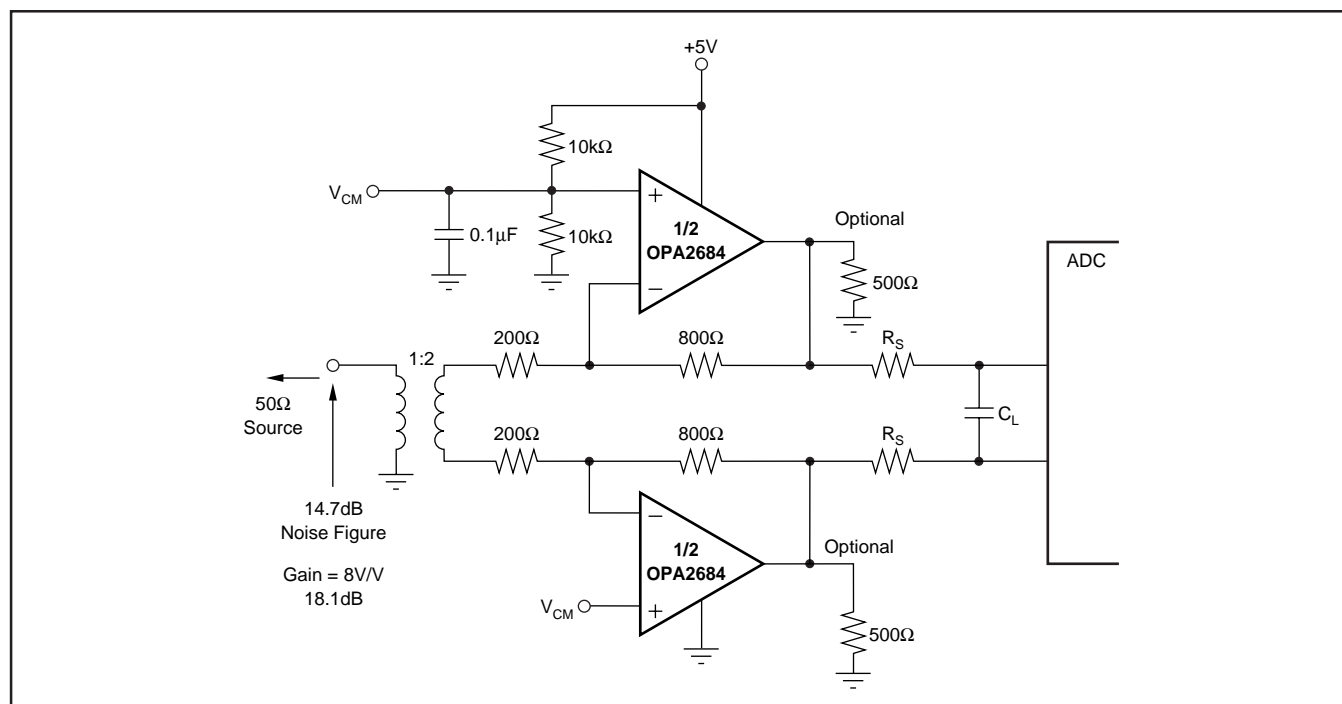 +5V
10kΩ
V_CM
0.1μF
10kΩ
+
1/2
OPA2684
−
Optional
500Ω
ADC
200Ω
800Ω
R_S
1:2
50Ω
Source
C_L
200Ω
800Ω
R_S
14.7dB
Noise Figure
Gain = 8V/V
18.1dB
−
1/2
OPA2684
+
V_CM
Optional
500Ω